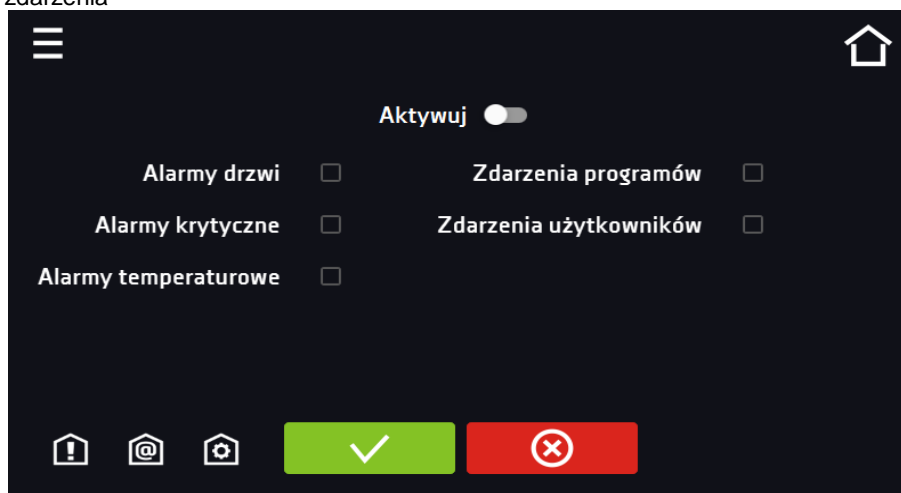 zdarzenia
Aktywuj
Alarmy drzwi
Zdarzenia programów
Alarmy krytyczne
Zdarzenia użytkowników
Alarmy temperaturowe
@